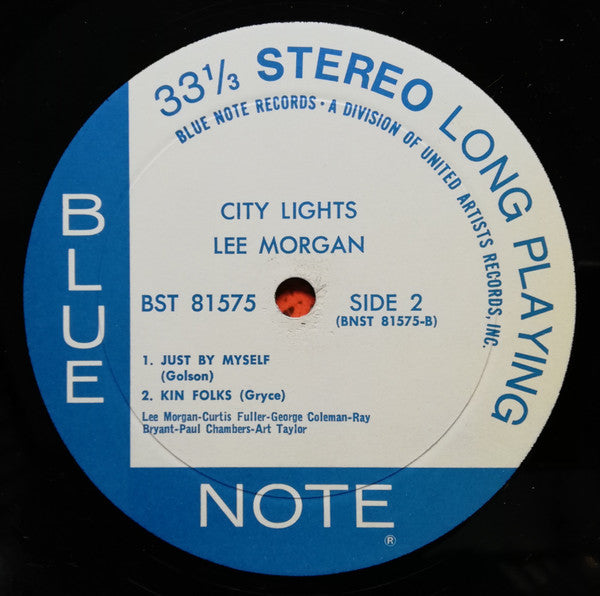 33⅓ STEREO LONG PLAYING
BLUE NOTE RECORDS • A DIVISION OF UNITED ARTISTS RECORDS, INC.
CITY LIGHTS
LEE MORGAN
BST 81575
SIDE 2
(BNST 81575-B)
1. JUST BY MYSELF
(Golson)
2. KIN FOLKS (Gryce)
Lee Morgan-Curtis Fuller-George Coleman-Ray
Bryant-Paul Chambers-Art Taylor
BLUE
NOTE
®